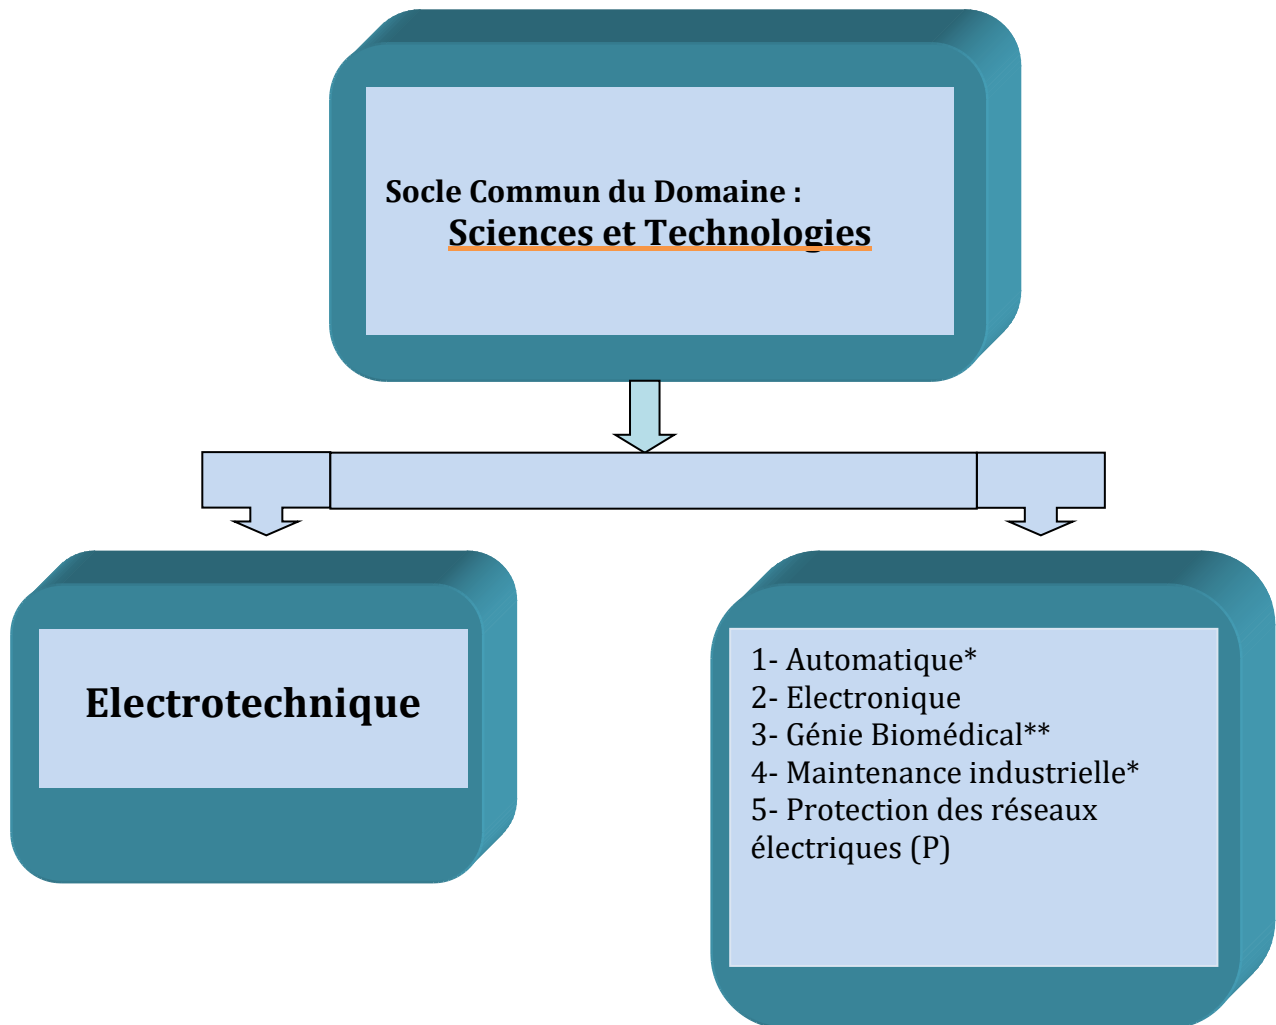 Socle Commun du Domaine :
Sciences et Technologies
Electrotechnique
1- Automatique*
2- Electronique
3- Génie Biomédical**
4- Maintenance industrielle*
5- Protection des réseaux
électriques (P)